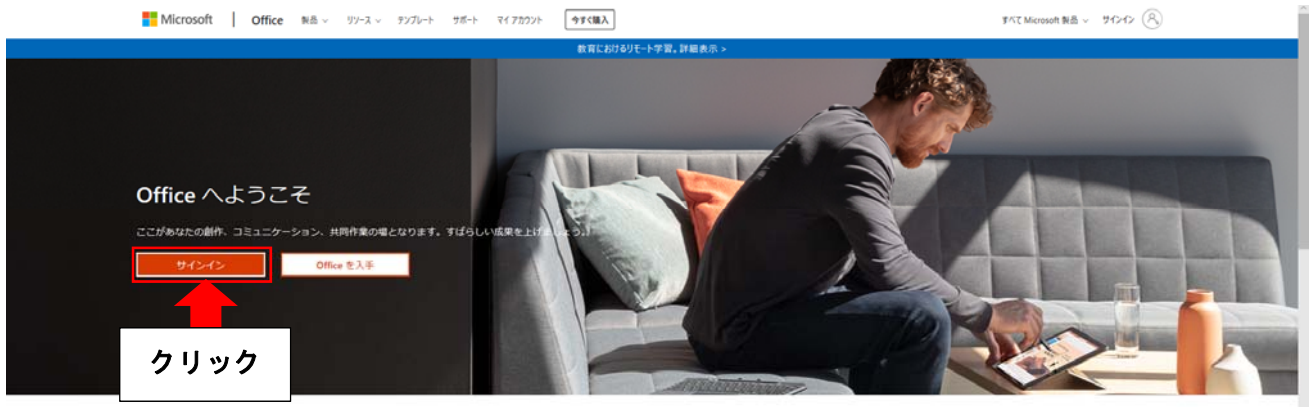 Microsoft | Office 製品 リソース テンプレート サポート マイ アカウント 今すぐ購入 すべて Microsoft 製品 サインイン
教育におけるリモート学習。詳細表示 >
Office へようこそ
ここがあなたの創作、コミュニケーション、共同作業の場となります。すばらしい成果を上げましょう。
サインイン Office を入手
クリック